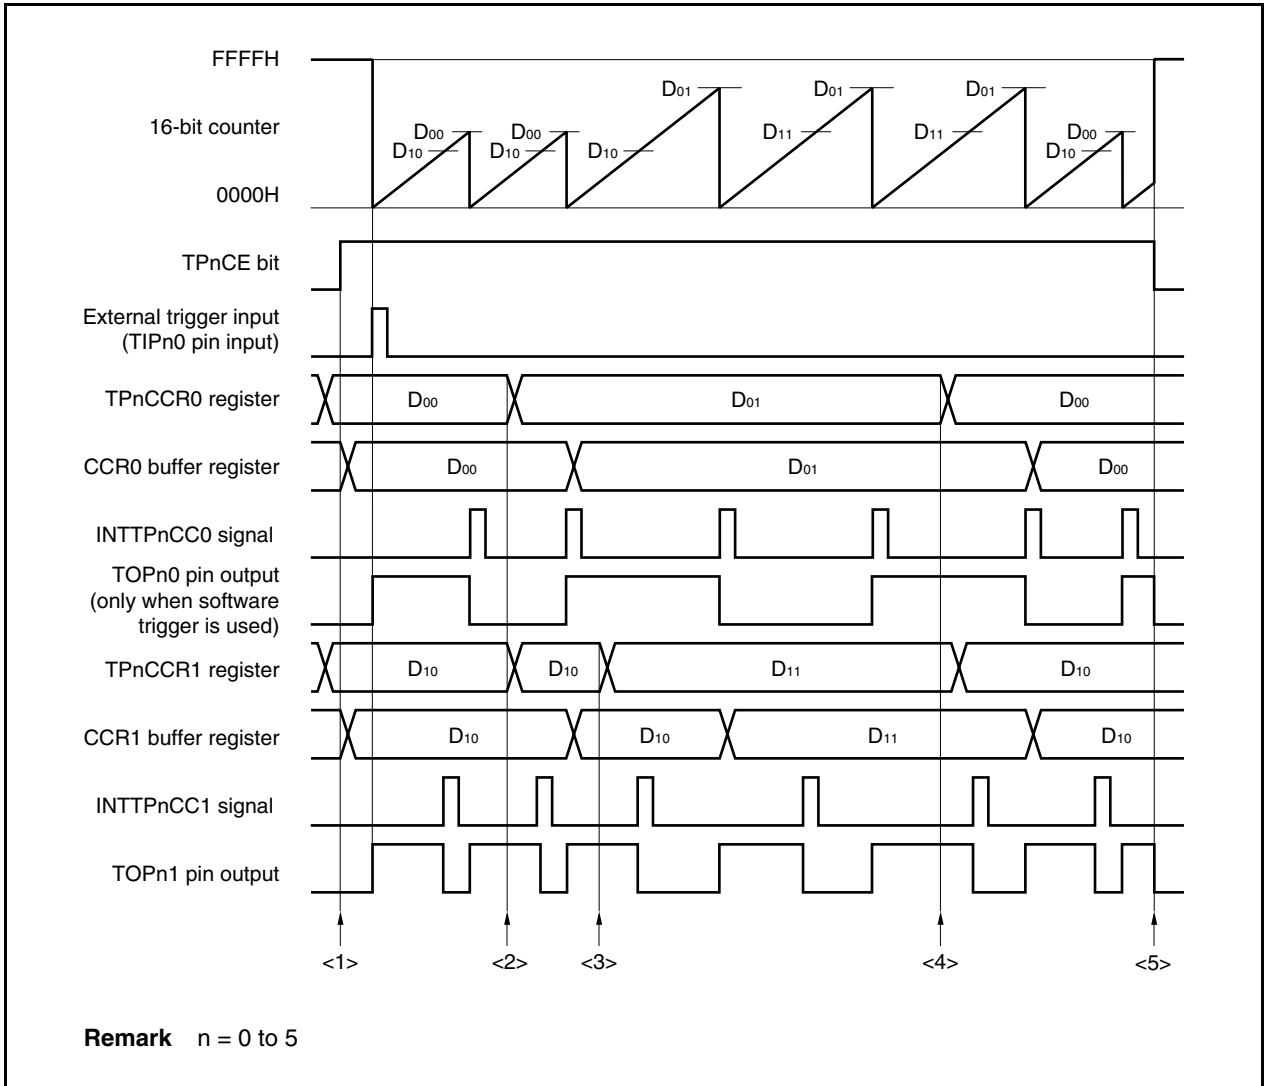 FFFFH
16-bit counter
0000H
D01 D01 D01
D00 D00 D11 D11 D00
D10 D10 D10 D10
TPnCE bit
External trigger input
(TIPn0 pin input)
TPnCCR0 register D00 D01 D00
CCR0 buffer register D00 D01 D00
INTTPnCC0 signal
TOPn0 pin output
(only when software
trigger is used)
TPnCCR1 register D10 D10 D11 D10
CCR1 buffer register D10 D10 D11 D10
INTTPnCC1 signal
TOPn1 pin output
<1> <2> <3> <4> <5>
Remark n = 0 to 5